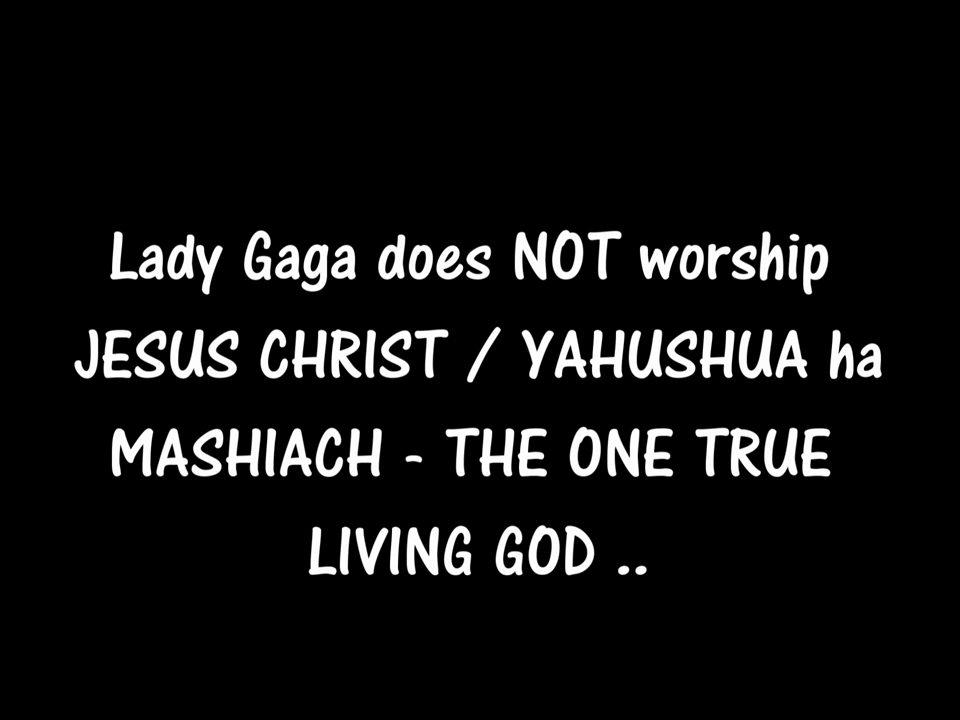 Lady Gaga does NOT worship
JESUS CHRIST / YAHUSHUA ha
MASHIACH - THE ONE TRUE
LIVING GOD ..